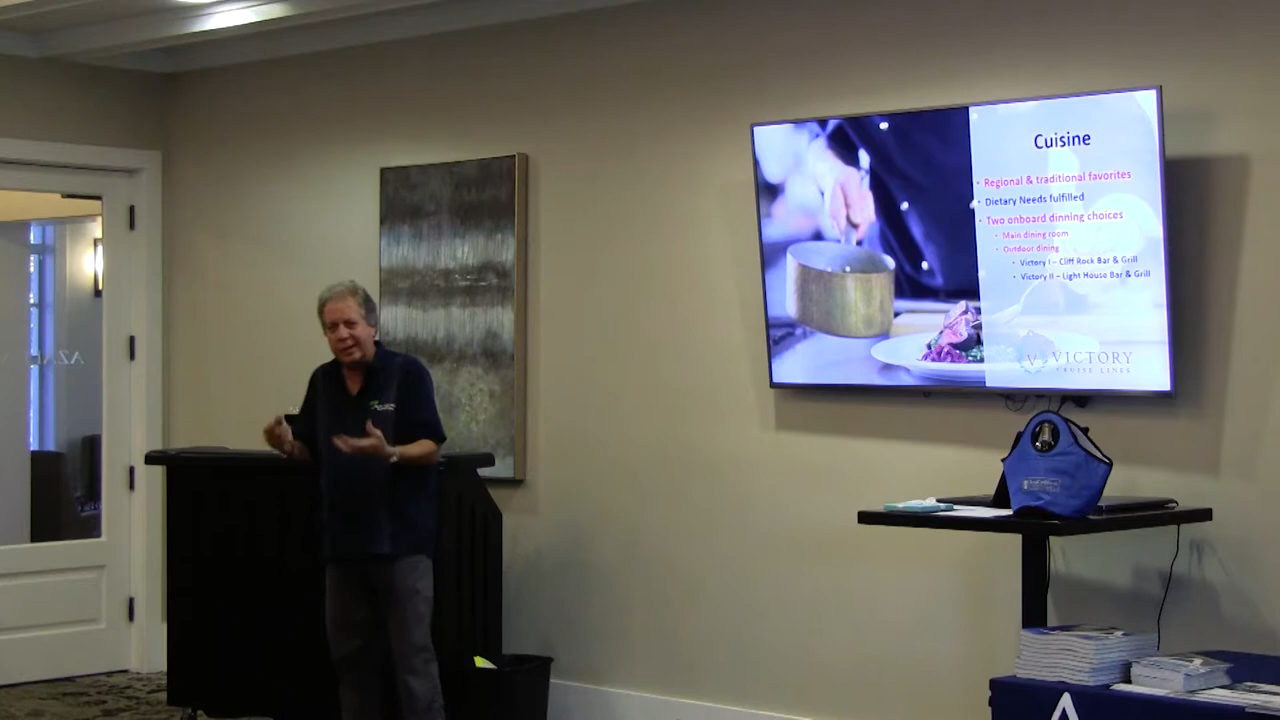 Cuisine
• Regional & traditional favorites
• Dietary Needs fulfilled
• Two onboard dinning choices
• Main dining room
• Outdoor dining
• Victory I – Cliff Rock Bar & Grill
• Victory II – Light House Bar & Grill
V VICTORY
CRUISE LINES